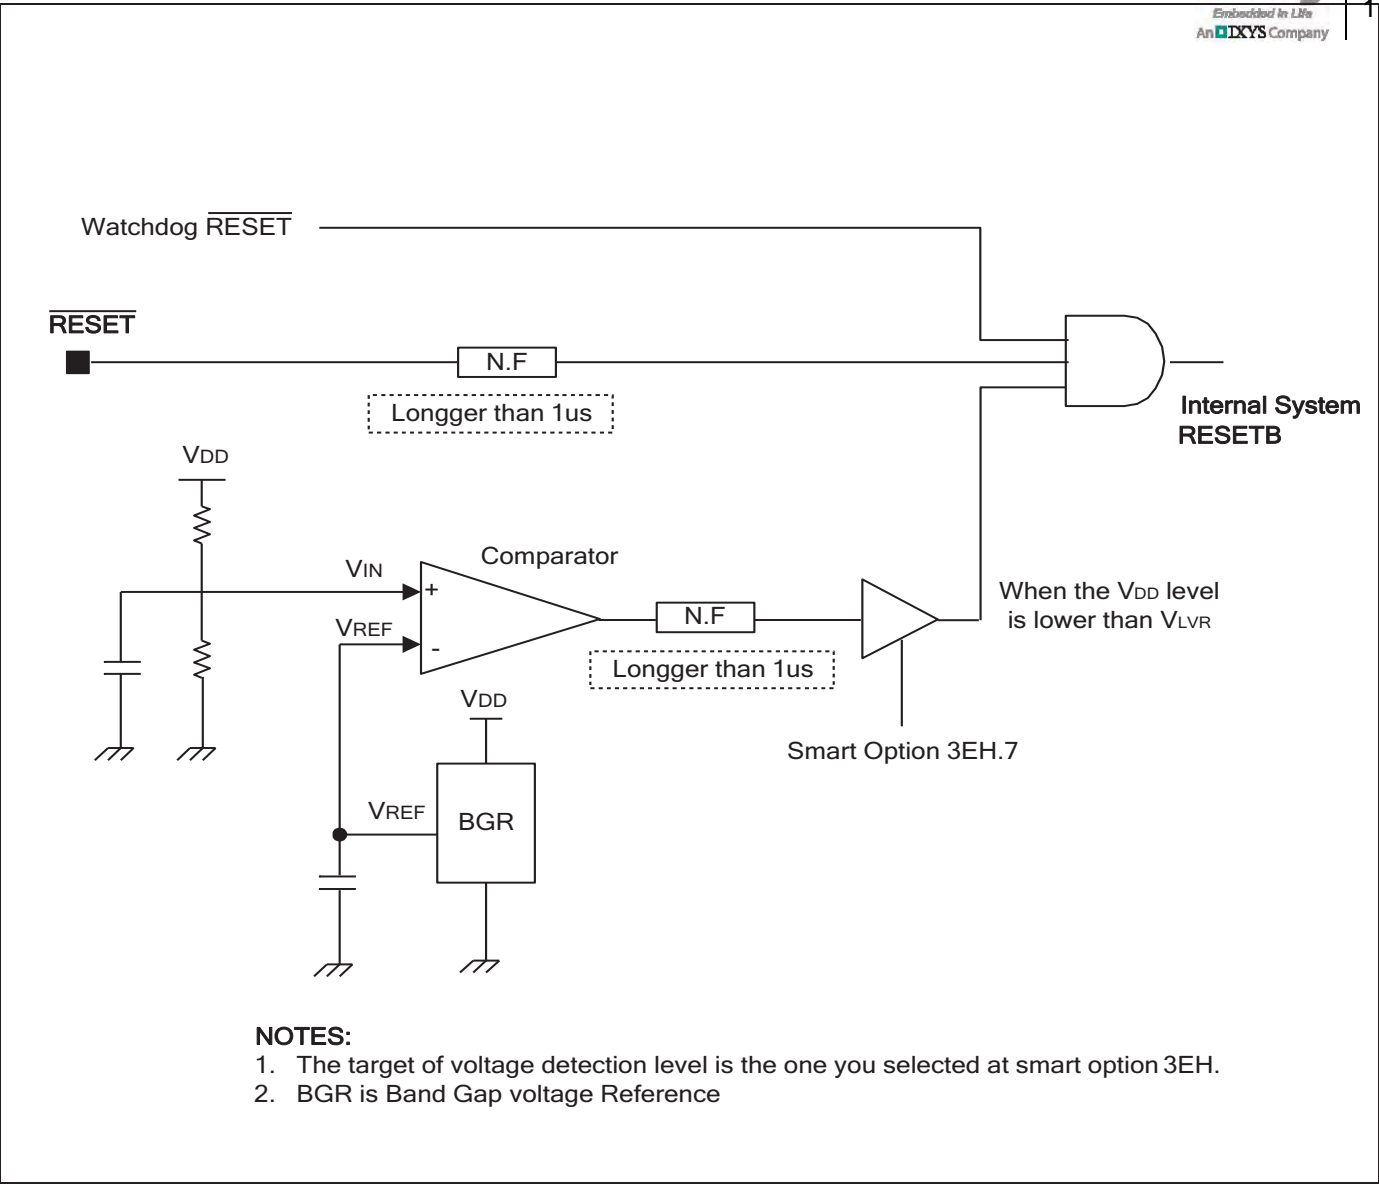 Embedded in Life
An IXYS Company
1
Watchdog RESET
RESET
N.F
Longger than 1us
Internal System
RESETB
VDD
Comparator
VIN
+
VREF
-
N.F
Longger than 1us
When the VDD level
is lower than VLVR
Smart Option 3EH.7
VDD
VREF
BGR
NOTES:
1. The target of voltage detection level is the one you selected at smart option 3EH.
2. BGR is Band Gap voltage Reference